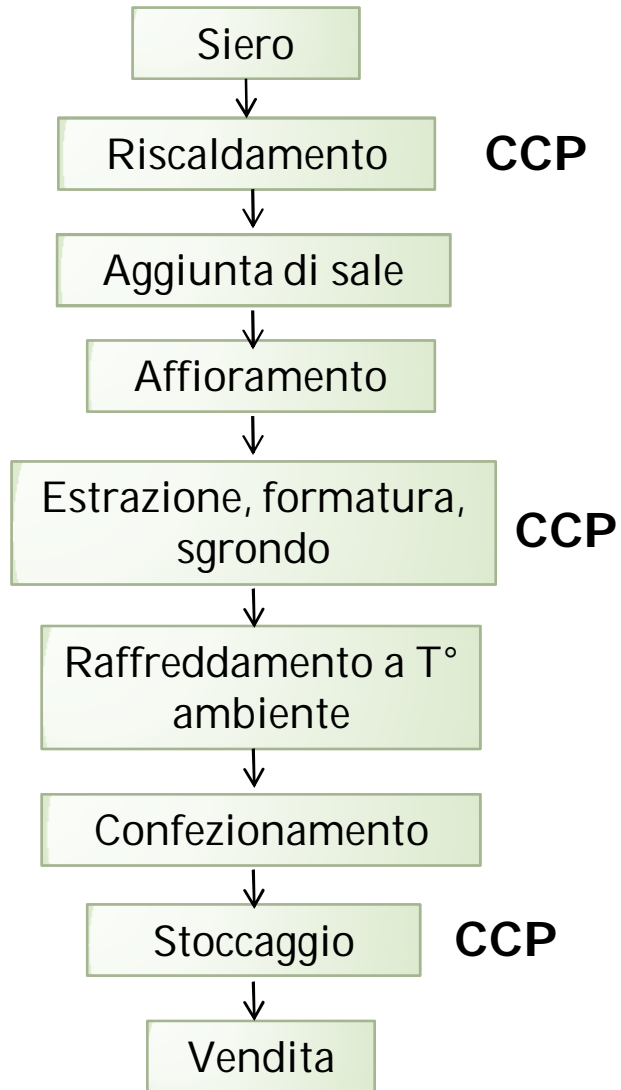 Siero
Riscaldamento
CCP
Aggiunta di sale
Affioramento
Estrazione, formatura,
sgrondo
CCP
Raffreddamento a T°
ambiente
Confezionamento
Stoccaggio
CCP
Vendita